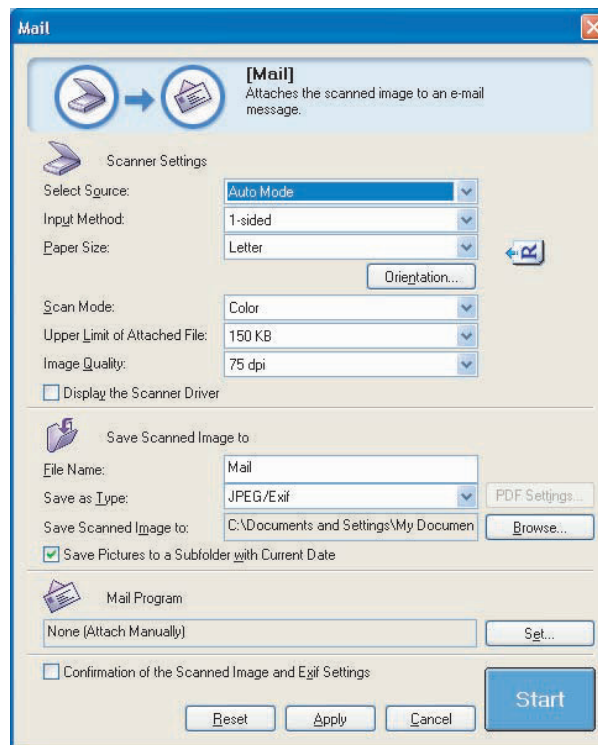 Mail
[Mail]
Attaches the scanned image to an e-mail
message.
Scanner Settings
Select Source: Auto Mode
Input Method: 1-sided
Paper Size: Letter
R
Orientation...
Scan Mode: Color
Upper Limit of Attached File: 150 KB
Image Quality: 75 dpi
Display the Scanner Driver
Save Scanned Image to
File Name: Mail
Save as Type: JPEG/Exif PDF Settings...
Save Scanned Image to: C:\Documents and Settings\My Documen Browse...
Save Pictures to a Subfolder with Current Date
Mail Program
None (Attach Manually) Set...
Confirmation of the Scanned Image and Exif Settings
Start
Reset Apply Cancel